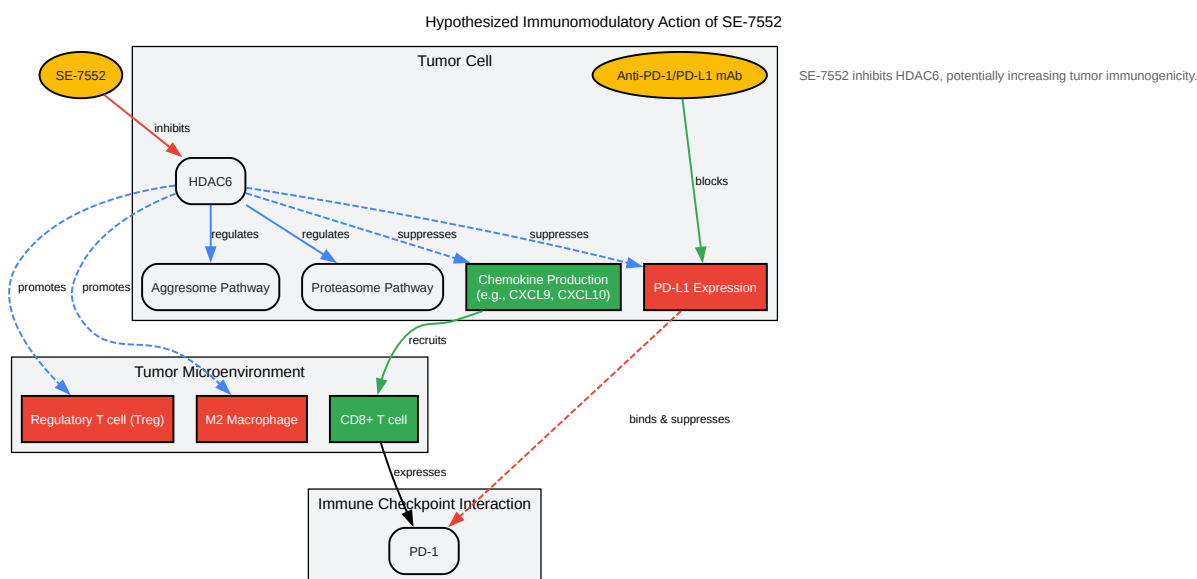 Hypothesized Immunomodulatory Action of SE-7552
Tumor Cell
SE-7552
Anti-PD-1/PD-L1 mAb
SE-7552 inhibits HDAC6, potentially increasing tumor immunogenicity.
inhibits
HDAC6
blocks
regulates
regulates
suppresses
suppresses
promotes
promotes
Aggresome Pathway
Proteasome Pathway
Chemokine Production
(e.g., CXCL9, CXCL10)
PD-L1 Expression
recruits
Tumor Microenvironment
Regulatory T cell (Treg)
M2 Macrophage
CD8+ T cell
binds & suppresses
expresses
Immune Checkpoint Interaction
PD-1